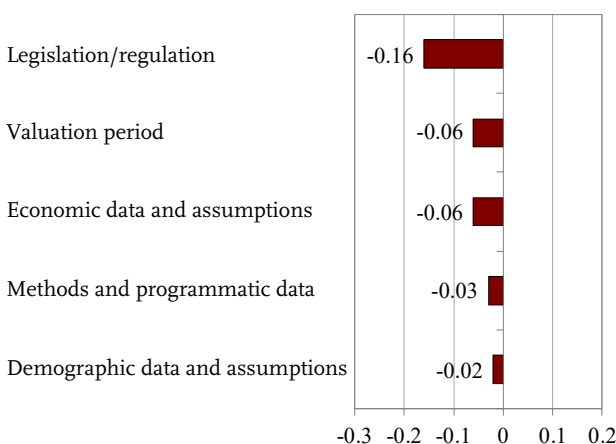 Legislation/regulation -0.16
Valuation period -0.06
Economic data and assumptions -0.06
Methods and programmatic data -0.03
Demographic data and assumptions -0.02
-0.3 -0.2 -0.1 0 0.1 0.2